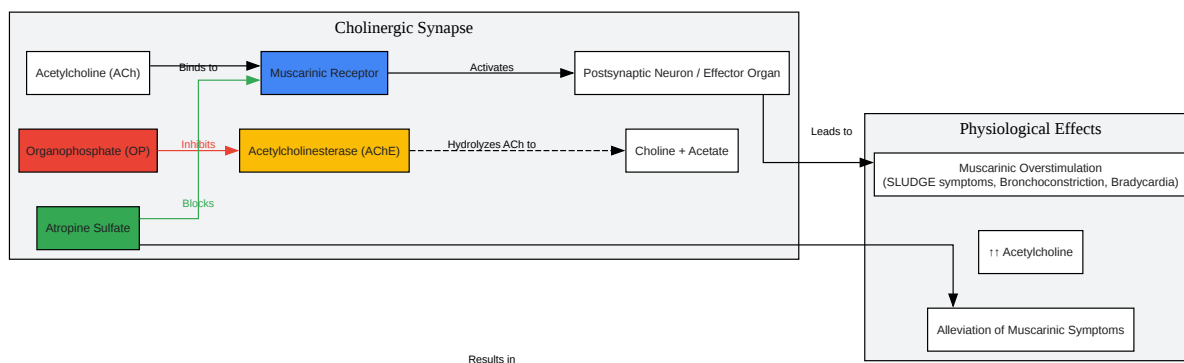 Cholinergic Synapse
Acetylcholine (ACh)
Binds to
Muscarinic Receptor
Activates
Postsynaptic Neuron / Effector Organ
Organophosphate (OP)
Inhibits
Acetylcholinesterase (AChE)
Hydrolyzes ACh to
Choline + Acetate
Blocks
Atropine Sulfate
Leads to
Physiological Effects
Muscarinic Overstimulation
(SLUDGE symptoms, Bronchoconstriction, Bradycardia)
↑↑ Acetylcholine
Alleviation of Muscarinic Symptoms
Results in